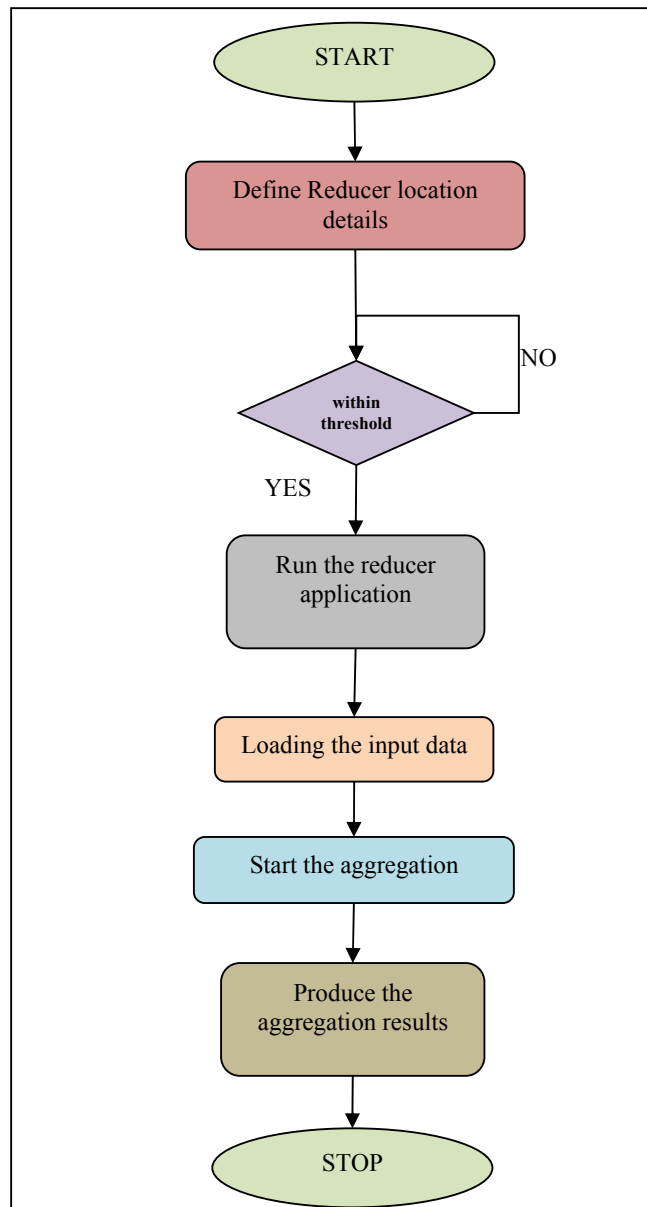 START
Define Reducer location
details
NO
within
threshold
YES
Run the reducer
application
Loading the input data
Start the aggregation
Produce the
aggregation results
STOP